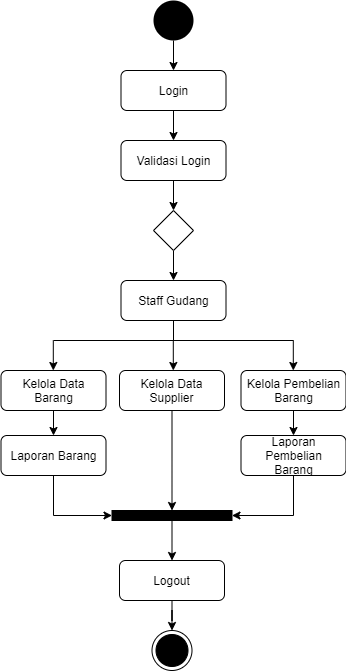 Login
Validasi Login
Staff Gudang
Kelola Data
Barang
Kelola Data
Supplier
Kelola Pembelian
Barang
Laporan Barang
Laporan
Pembelian
Barang
Logout